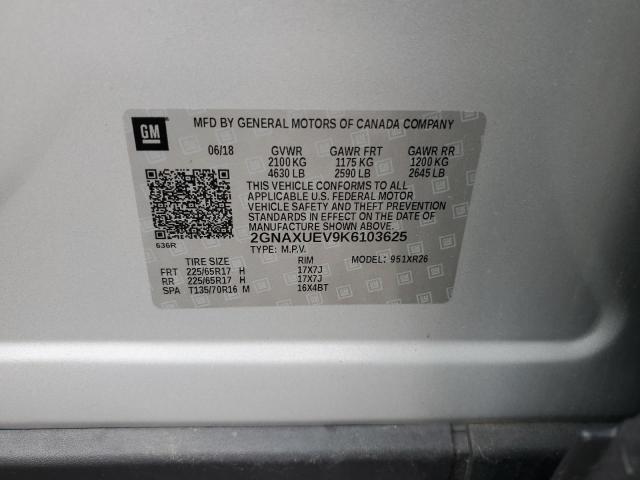 GM
MFD BY GENERAL MOTORS OF CANADA COMPANY
06/18 GVWR GAWR FRT GAWR RR
2100 KG 1175 KG 1200 KG
4630 LB 2590 LB 2645 LB
THIS VEHICLE CONFORMS TO ALL
APPLICABLE U.S. FEDERAL MOTOR
VEHICLE SAFETY AND THEFT PREVENTION
STANDARDS IN EFFECT ON THE DATE OF
MANUFACTURE SHOWN ABOVE.
2GNAXUEV9K6103625
636R
TYPE: M.P.V. MODEL: 951XR26
TIRE SIZE RIM
FRT 225/65R17 H 17X7J
RR 225/65R17 H 17X7J
SPA T135/70R16 M 16X4BT